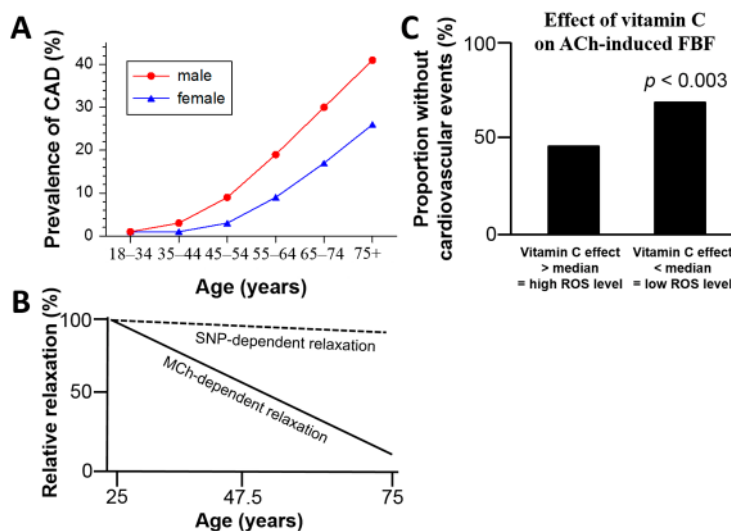 A
Prevalence of CAD (%)
40
30
20
10
0
male
female
18–34 35–44 45–54 55–64 65–74 75+
Age (years)
B
Relative relaxation (%)
100
50
0
SNP-dependent relaxation
MCh-dependent relaxation
25 47.5 75
Age (years)
C
Effect of vitamin C
on ACh-induced FBF
Proportion without
cardiovascular events (%)
100
50
0
p < 0.003
Vitamin C effect
> median
= high ROS level
Vitamin C effect
< median
= low ROS level